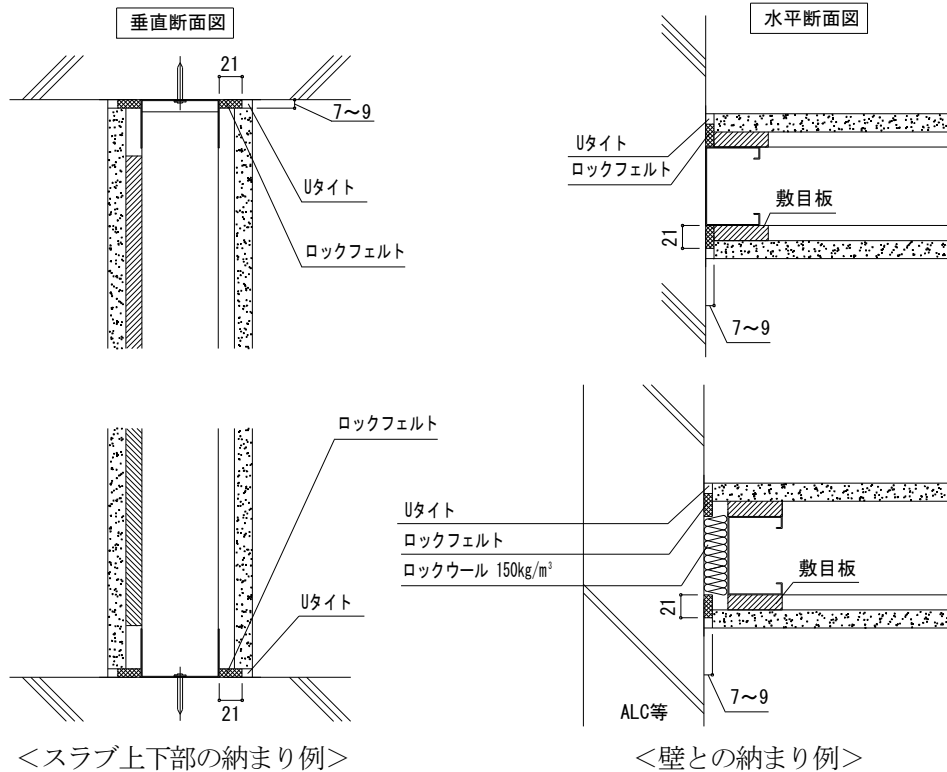 垂直断面図
21
7～9
Uタイト
ロックフェルト
ロックフェルト
Uタイト
21
＜スラブ上下部の納まり例＞
水平断面図
Uタイト
ロックフェルト
敷目板
21
7～9
Uタイト
ロックフェルト
ロックウール 150kg/m³
敷目板
21
7～9
ALC等
＜壁との納まり例＞